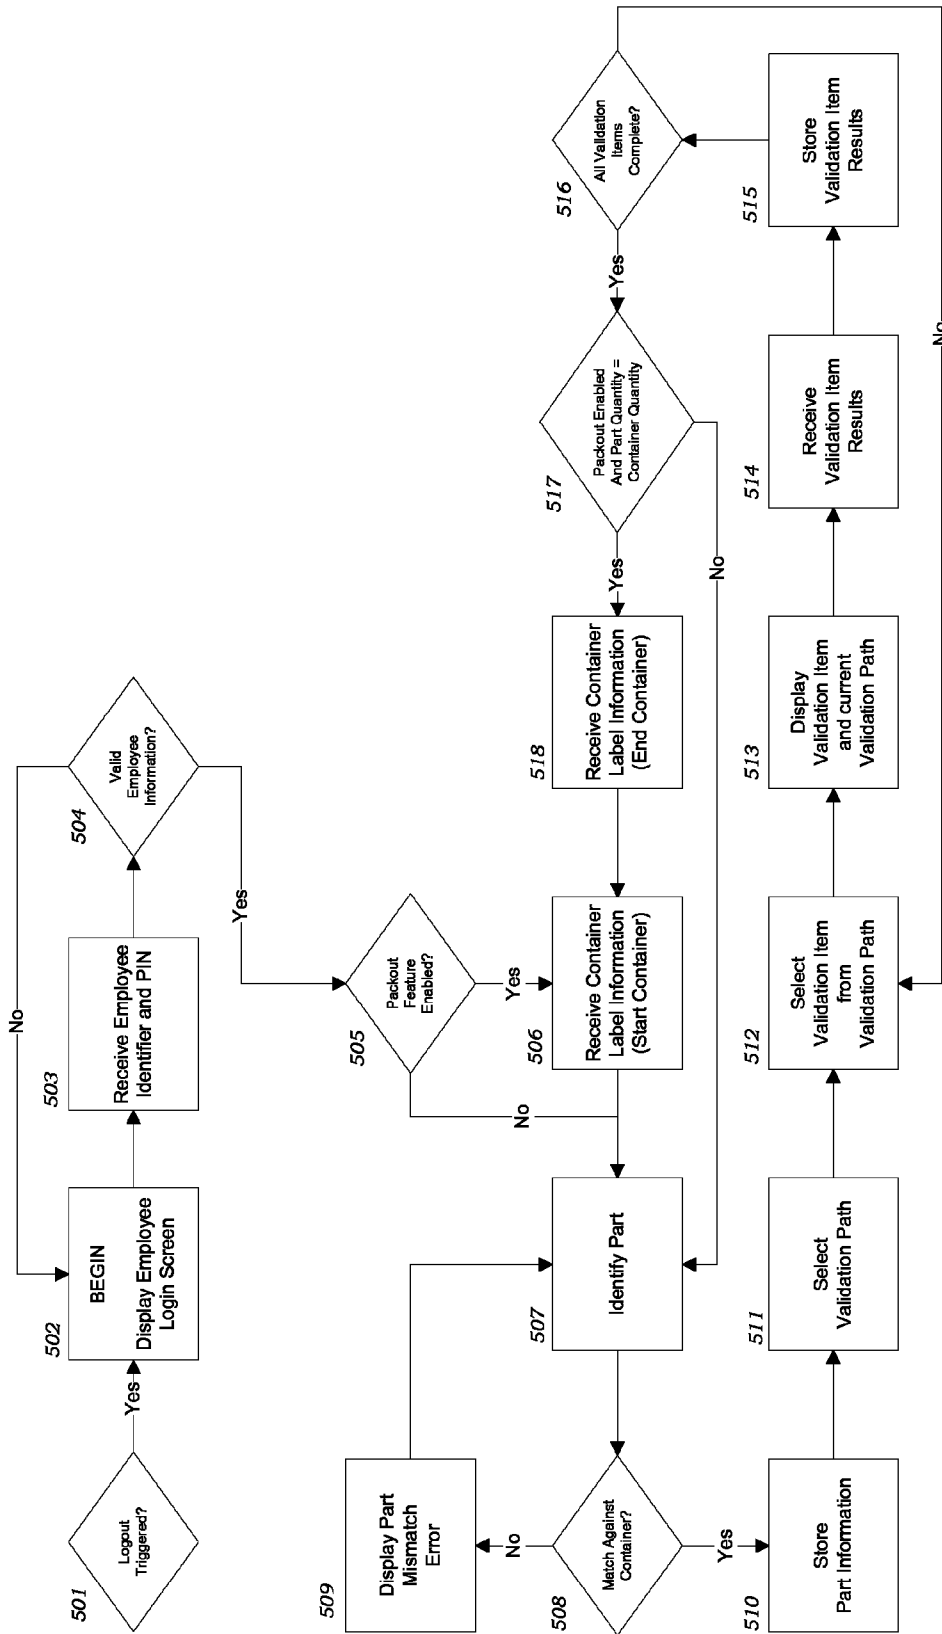 501
Logout
Triggered?
Yes
502
BEGIN
Display Employee
Login Screen
503
Receive Employee
Identifier and PIN
504
Valid
Employee
Information?
No
Yes
505
Packout
Feature
Enabled?
Yes
No
506
Receive Container
Label Information
(Start Container)
507
Identify Part
508
Match Against
Container?
No
509
Display Part
Mismatch
Error
Yes
510
Store
Part Information
511
Select
Validation Path
512
Select
Validation Item
from
Validation Path
513
Display
Validation Item
and current
Validation Path
514
Receive
Validation Item
Results
515
Store
Validation Item
Results
516
All Validation
Items
Complete?
No
Yes
517
Packout Enabled
And Part Quantity =
Container Quantity
No
Yes
518
Receive Container
Label Information
(End Container)